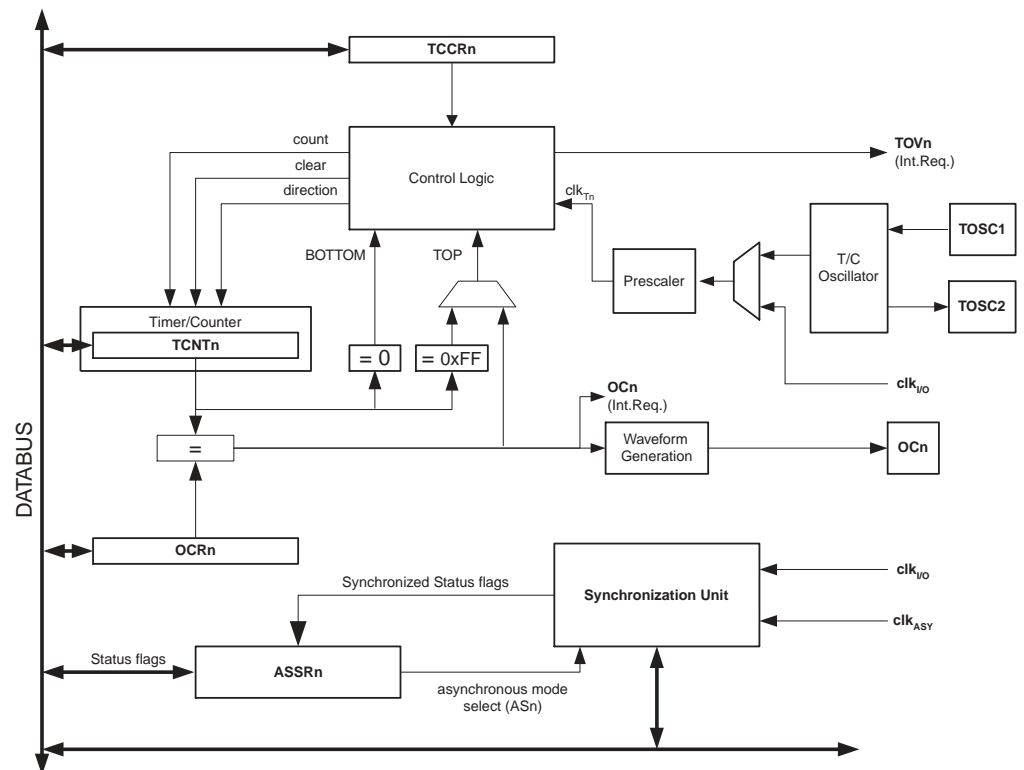 TCCRn
count
clear
direction
Control Logic
TOVn
(Int.Req.)
clkTn
BOTTOM
TOP
Prescaler
T/C
Oscillator
TOSC1
TOSC2
Timer/Counter
TCNTn
= 0
= 0xFF
clkI/O
OCn
(Int.Req.)
=
Waveform
Generation
OCn
DATABUS
OCRn
Synchronized Status flags
Synchronization Unit
clkI/O
clkASY
Status flags
ASSRn
asynchronous mode
select (ASn)